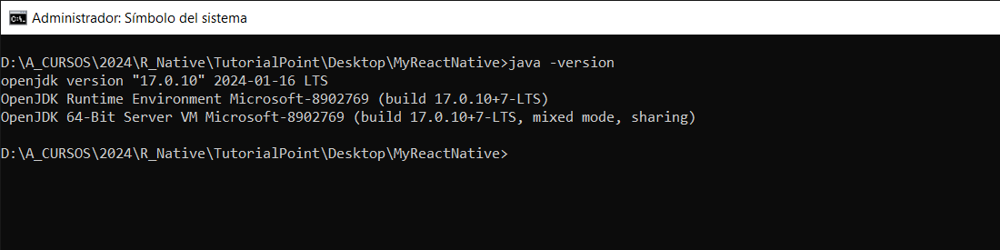 Administrador: Símbolo del sistema
D:\A_CURSOS\2024\R_Native\TutorialPoint\Desktop\MyReactNative>java -version
openjdk version "17.0.10" 2024-01-16 LTS
OpenJDK Runtime Environment Microsoft-8902769 (build 17.0.10+7-LTS)
OpenJDK 64-Bit Server VM Microsoft-8902769 (build 17.0.10+7-LTS, mixed mode, sharing)
D:\A_CURSOS\2024\R_Native\TutorialPoint\Desktop\MyReactNative>